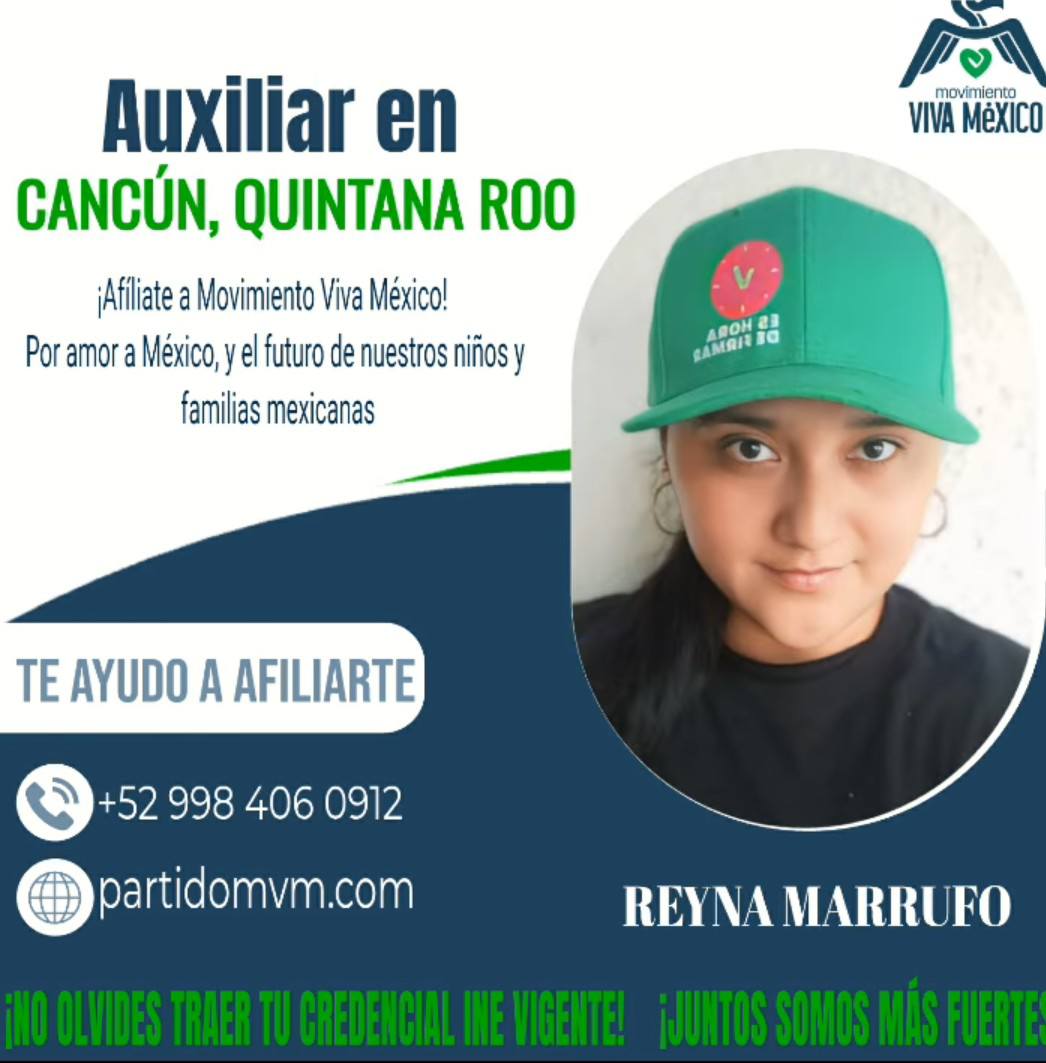 movimiento
VIVA MéXICO
Auxiliar en
CANCÚN, QUINTANA ROO
¡Afíliate a Movimiento Viva México!
Por amor a México, y el futuro de nuestros niños y
familias mexicanas
V
ES HORA
DE FIRMAR
TE AYUDO A AFILIARTE
+52 998 406 0912
partidomvm.com
REYNA MARRUFO
¡NO OLVIDES TRAER TU CREDENCIAL INE VIGENTE! ¡JUNTOS SOMOS MÁS FUERTES